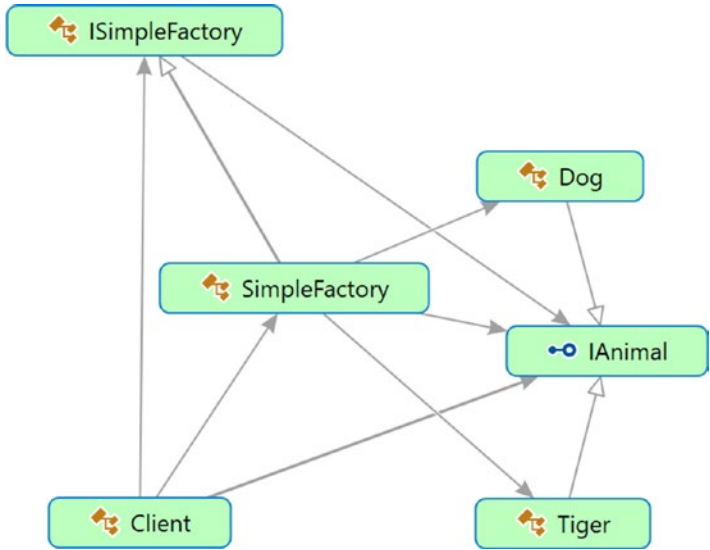 ISimpleFactory
Dog
SimpleFactory
IAnimal
Client
Tiger